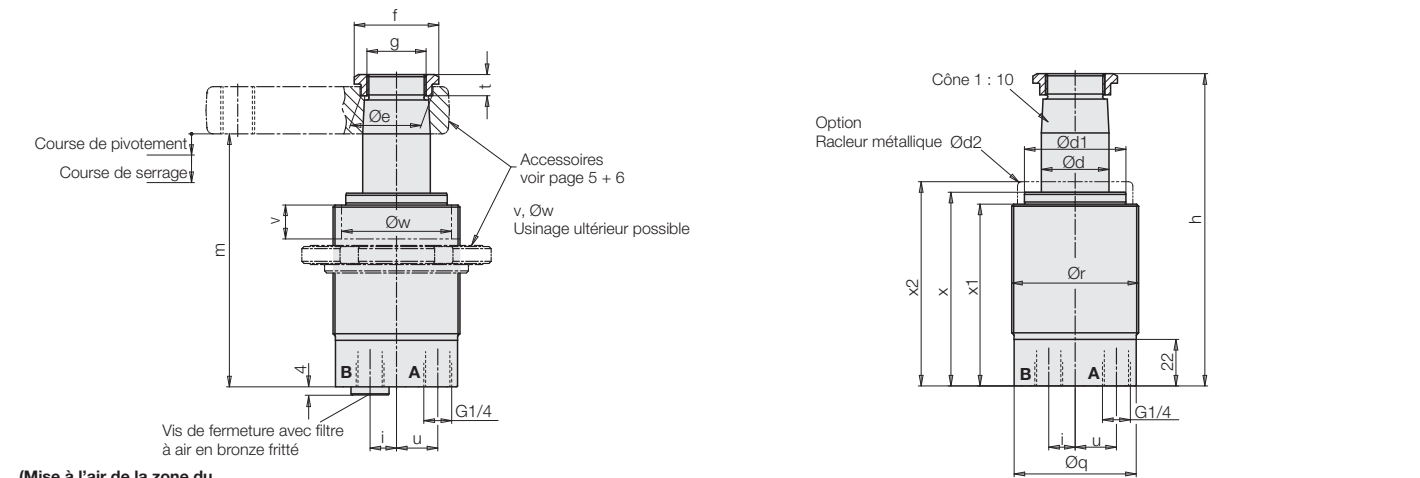 f
g
t
Øe
Course de pivotement
Course de serrage
Accessoires
voir page 5 + 6
v, Øw
Usinage ultérieur possible
v
Øw
m
4
B
A
G1/4
i
u
Vis de fermeture avec filtre
à air en bronze fritté
(Mise à l'air de la zone du
Cône 1 : 10
Option
Racleur métallique Ød2
Ød1
Ød
h
x2
x
x1
Ør
22
B
A
G1/4
i
u
Øq